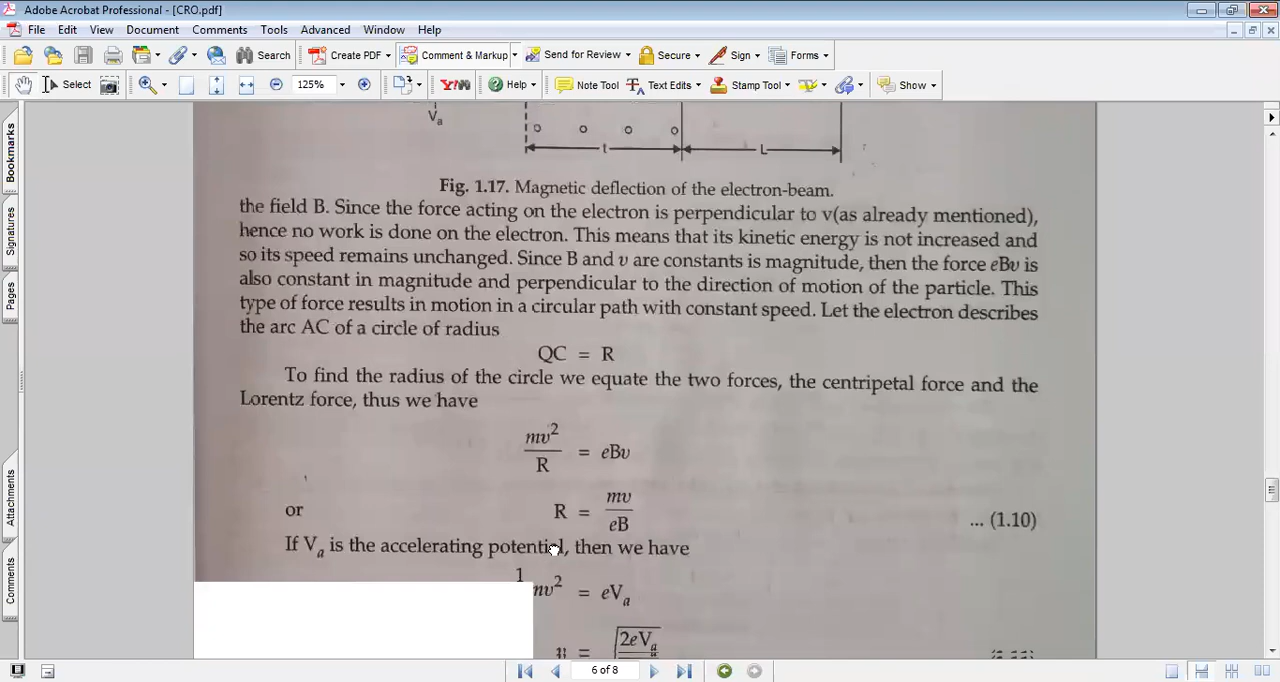 Adobe Acrobat Professional - [CRO.pdf]
File Edit View Document Comments Tools Advanced Window Help
Search Create PDF Comment & Markup Send for Review Secure Sign Forms
Select 125% Y! Help Note Tool Text Edits Stamp Tool Show
Bookmarks
Signatures
Pages
Attachments
Comments
Va
t L
Fig. 1.17. Magnetic deflection of the electron-beam.
the field B. Since the force acting on the electron is perpendicular to v(as already mentioned),
hence no work is done on the electron. This means that its kinetic energy is not increased and
so its speed remains unchanged. Since B and v are constants is magnitude, then the force eBv is
also constant in magnitude and perpendicular to the direction of motion of the particle. This
type of force results in motion in a circular path with constant speed. Let the electron describes
the arc AC of a circle of radius
QC = R
To find the radius of the circle we equate the two forces, the centripetal force and the
Lorentz force, thus we have
mv²/R = eBv
or R = mv/eB ... (1.10)
If Va is the accelerating potential, then we have
1 mv² = eVa
= √2eVa
6 of 8